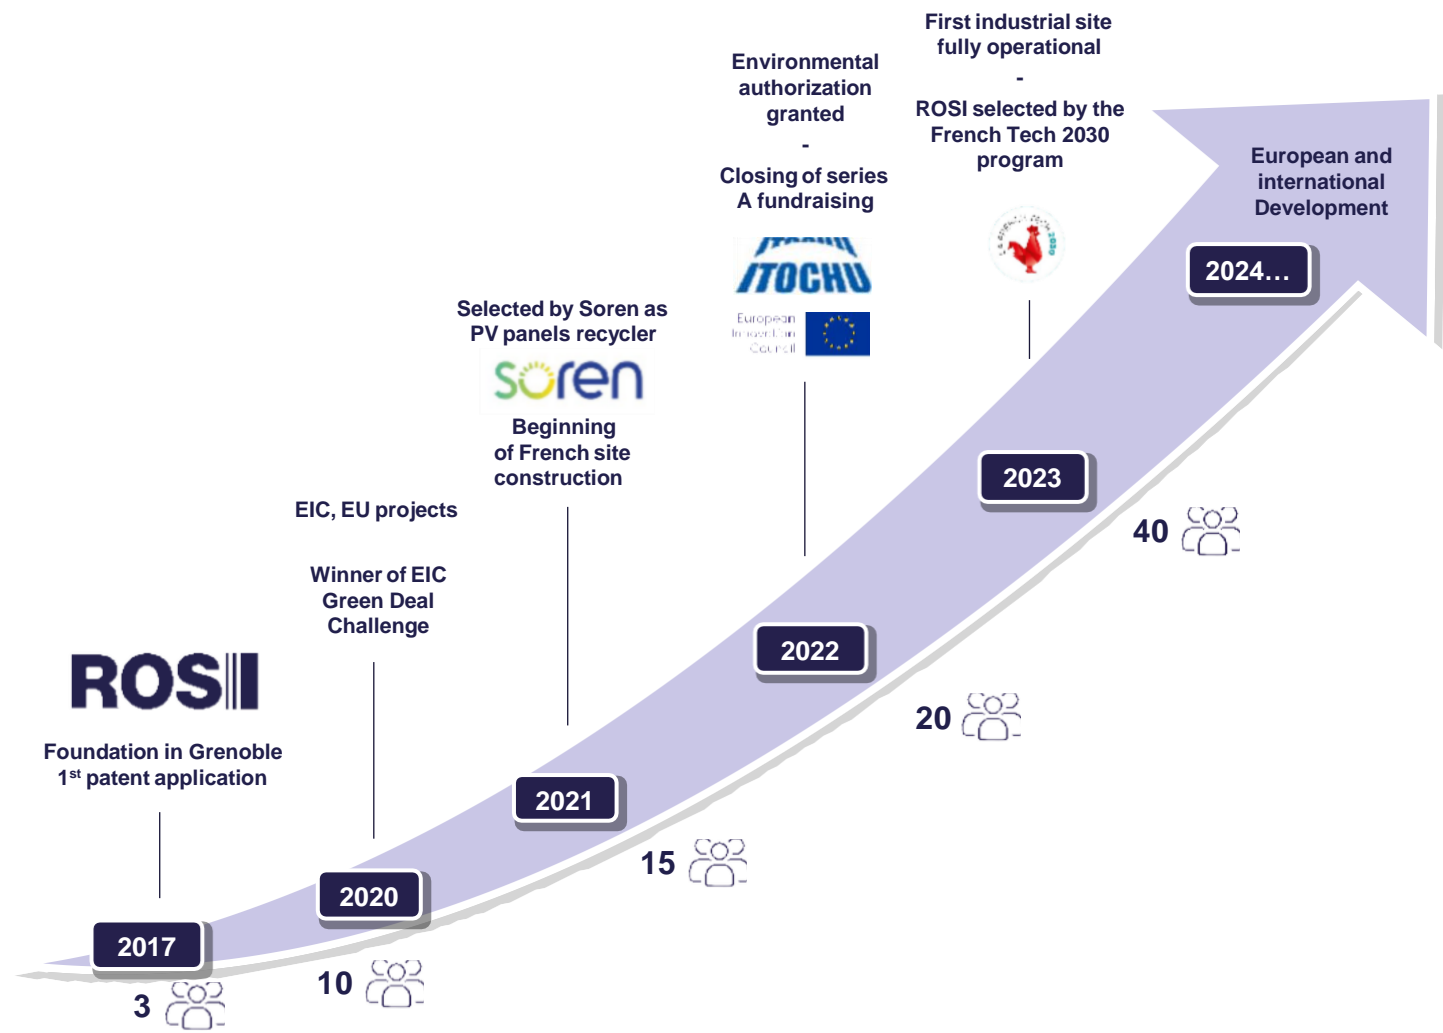 First industrial site
fully operational
-
ROSI selected by the
French Tech 2030
program
Environmental
authorization
granted
-
Closing of series
A fundraising
ITOCHU
European
Innovation
Council
European and
international
Development
2024...
Selected by Soren as
PV panels recycler
soren
Beginning
of French site
construction
2023
EIC, EU projects
40
Winner of EIC
Green Deal
Challenge
2022
ROSI
20
Foundation in Grenoble
1st patent application
2021
15
2020
2017
10
3